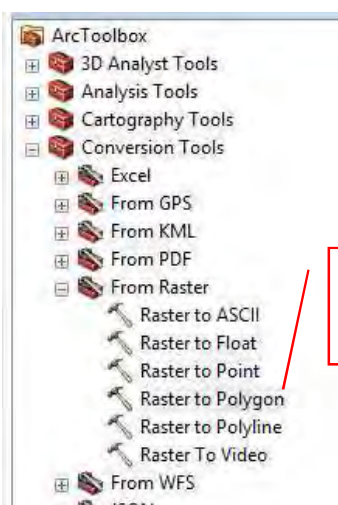 ArcToolbox
3D Analyst Tools
Analysis Tools
Cartography Tools
Conversion Tools
Excel
From GPS
From KML
From PDF
From Raster
Raster to ASCII
Raster to Float
Raster to Point
Raster to Polygon
Raster to Polyline
Raster To Video
From WFS